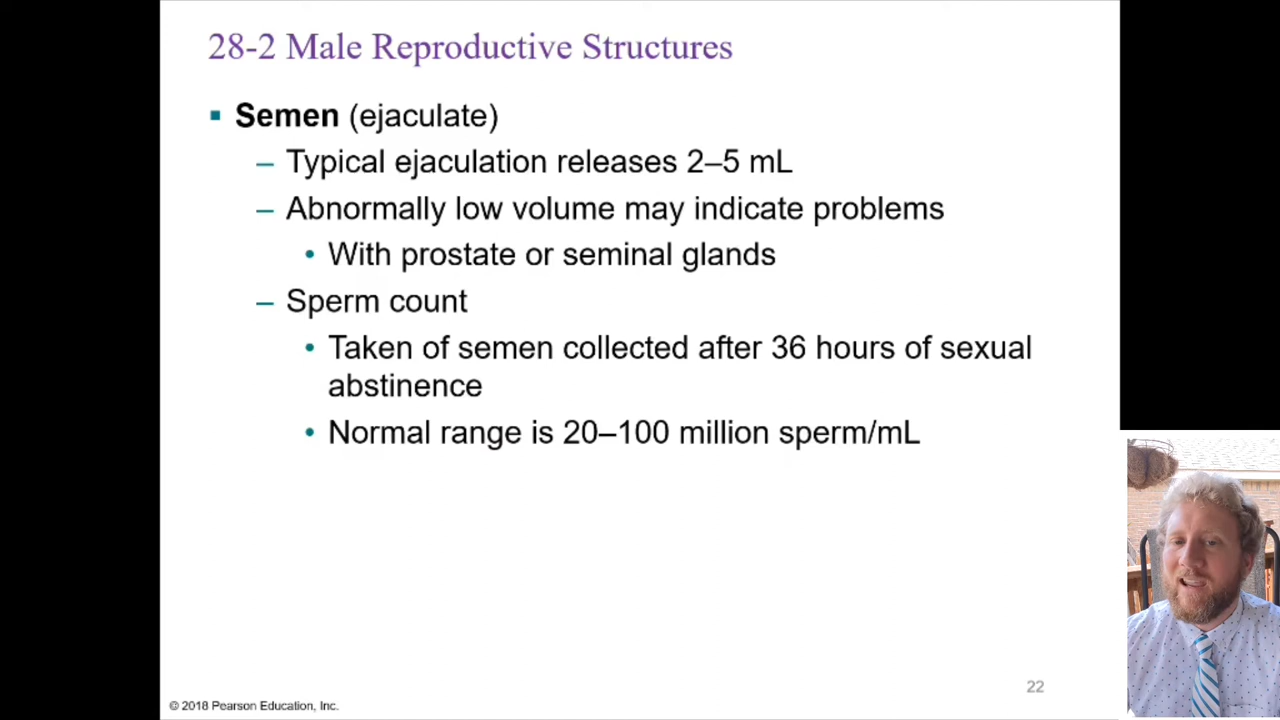 28-2 Male Reproductive Structures
▪ Semen (ejaculate)
– Typical ejaculation releases 2–5 mL
– Abnormally low volume may indicate problems
• With prostate or seminal glands
– Sperm count
• Taken of semen collected after 36 hours of sexual
abstinence
• Normal range is 20–100 million sperm/mL
22
© 2018 Pearson Education, Inc.